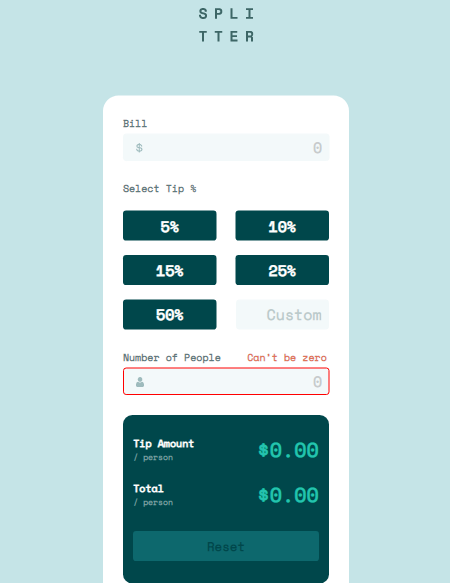 SPLI
TTER
Bill
$ 0
Select Tip %
5% 10%
15% 25%
50% Custom
Number of People Can't be zero
0
Tip Amount $0.00
/ person
Total $0.00
/ person
Reset